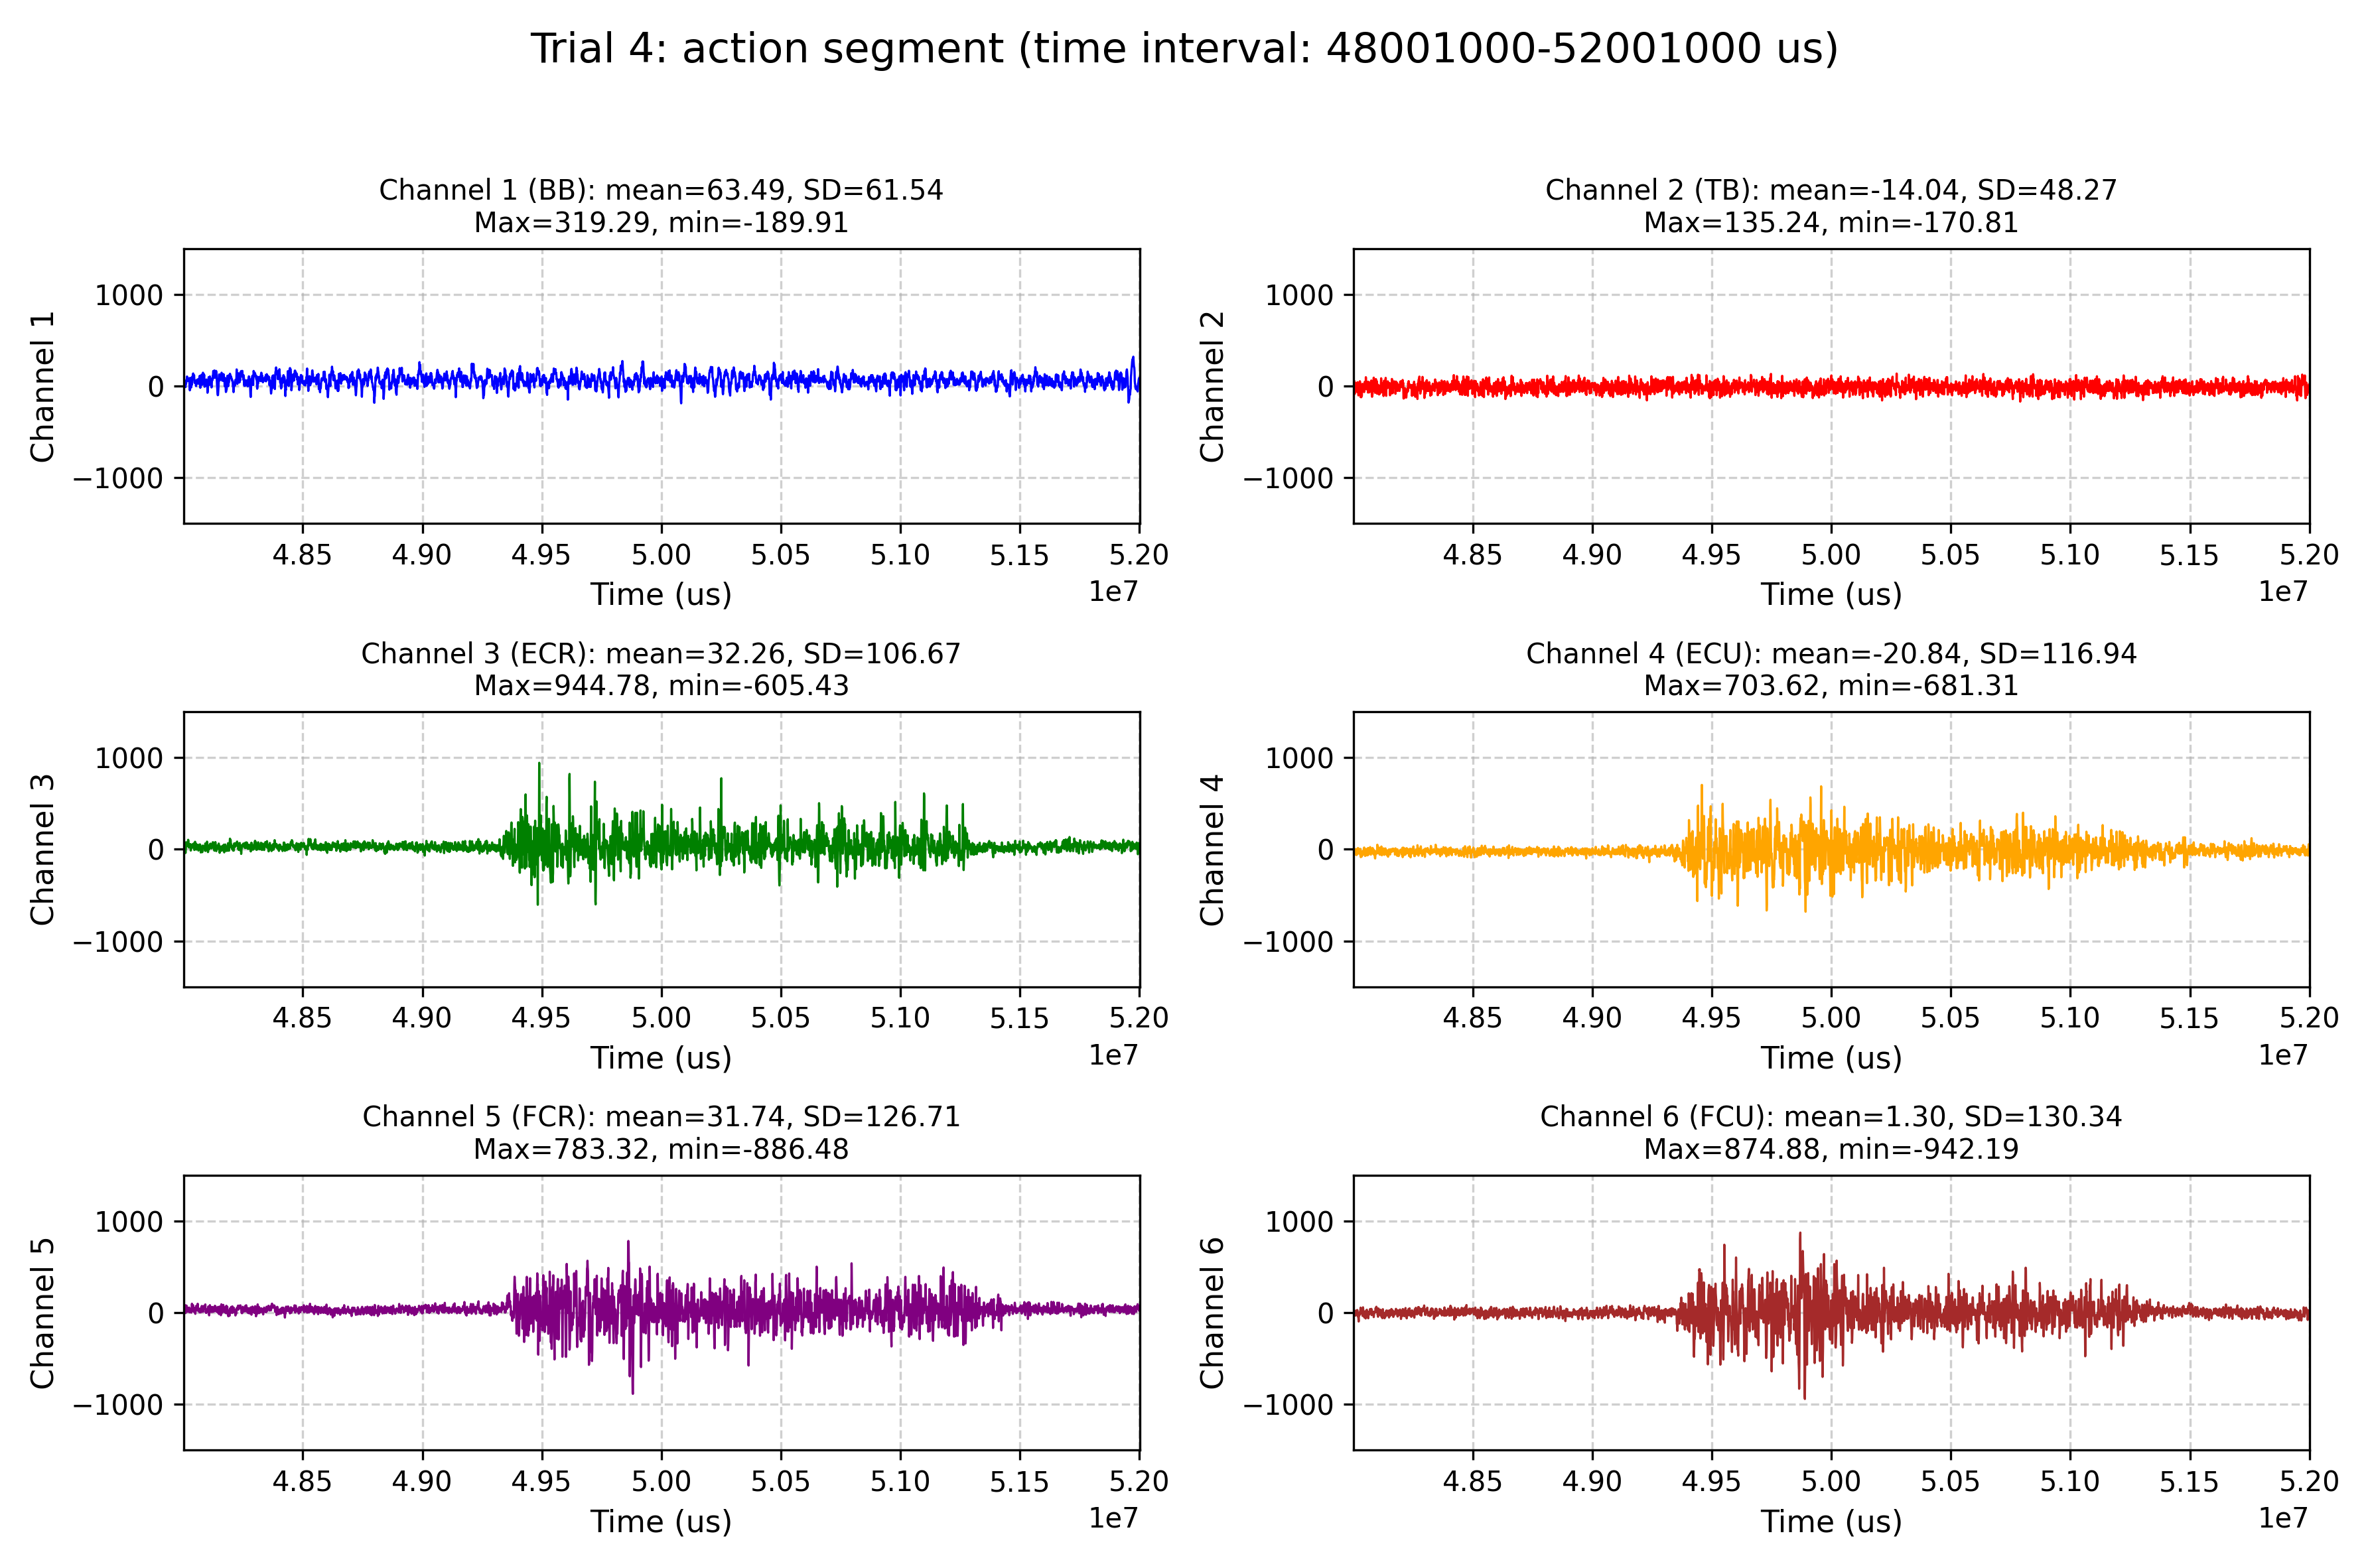 Trial 4: action segment (time interval: 48001000-52001000 us)
Channel 1 (BB): mean=63.49, SD=61.54
Max=319.29, min=-189.91
Channel 1
1000
0
−1000
4.85 4.90 4.95 5.00 5.05 5.10 5.15 5.20
Time (us)
1e7
Channel 2 (TB): mean=-14.04, SD=48.27
Max=135.24, min=-170.81
Channel 2
1000
0
−1000
4.85 4.90 4.95 5.00 5.05 5.10 5.15 5.20
Time (us)
1e7
Channel 3 (ECR): mean=32.26, SD=106.67
Max=944.78, min=-605.43
Channel 3
1000
0
−1000
4.85 4.90 4.95 5.00 5.05 5.10 5.15 5.20
Time (us)
1e7
Channel 4 (ECU): mean=-20.84, SD=116.94
Max=703.62, min=-681.31
Channel 4
1000
0
−1000
4.85 4.90 4.95 5.00 5.05 5.10 5.15 5.20
Time (us)
1e7
Channel 5 (FCR): mean=31.74, SD=126.71
Max=783.32, min=-886.48
Channel 5
1000
0
−1000
4.85 4.90 4.95 5.00 5.05 5.10 5.15 5.20
Time (us)
1e7
Channel 6 (FCU): mean=1.30, SD=130.34
Max=874.88, min=-942.19
Channel 6
1000
0
−1000
4.85 4.90 4.95 5.00 5.05 5.10 5.15 5.20
Time (us)
1e7